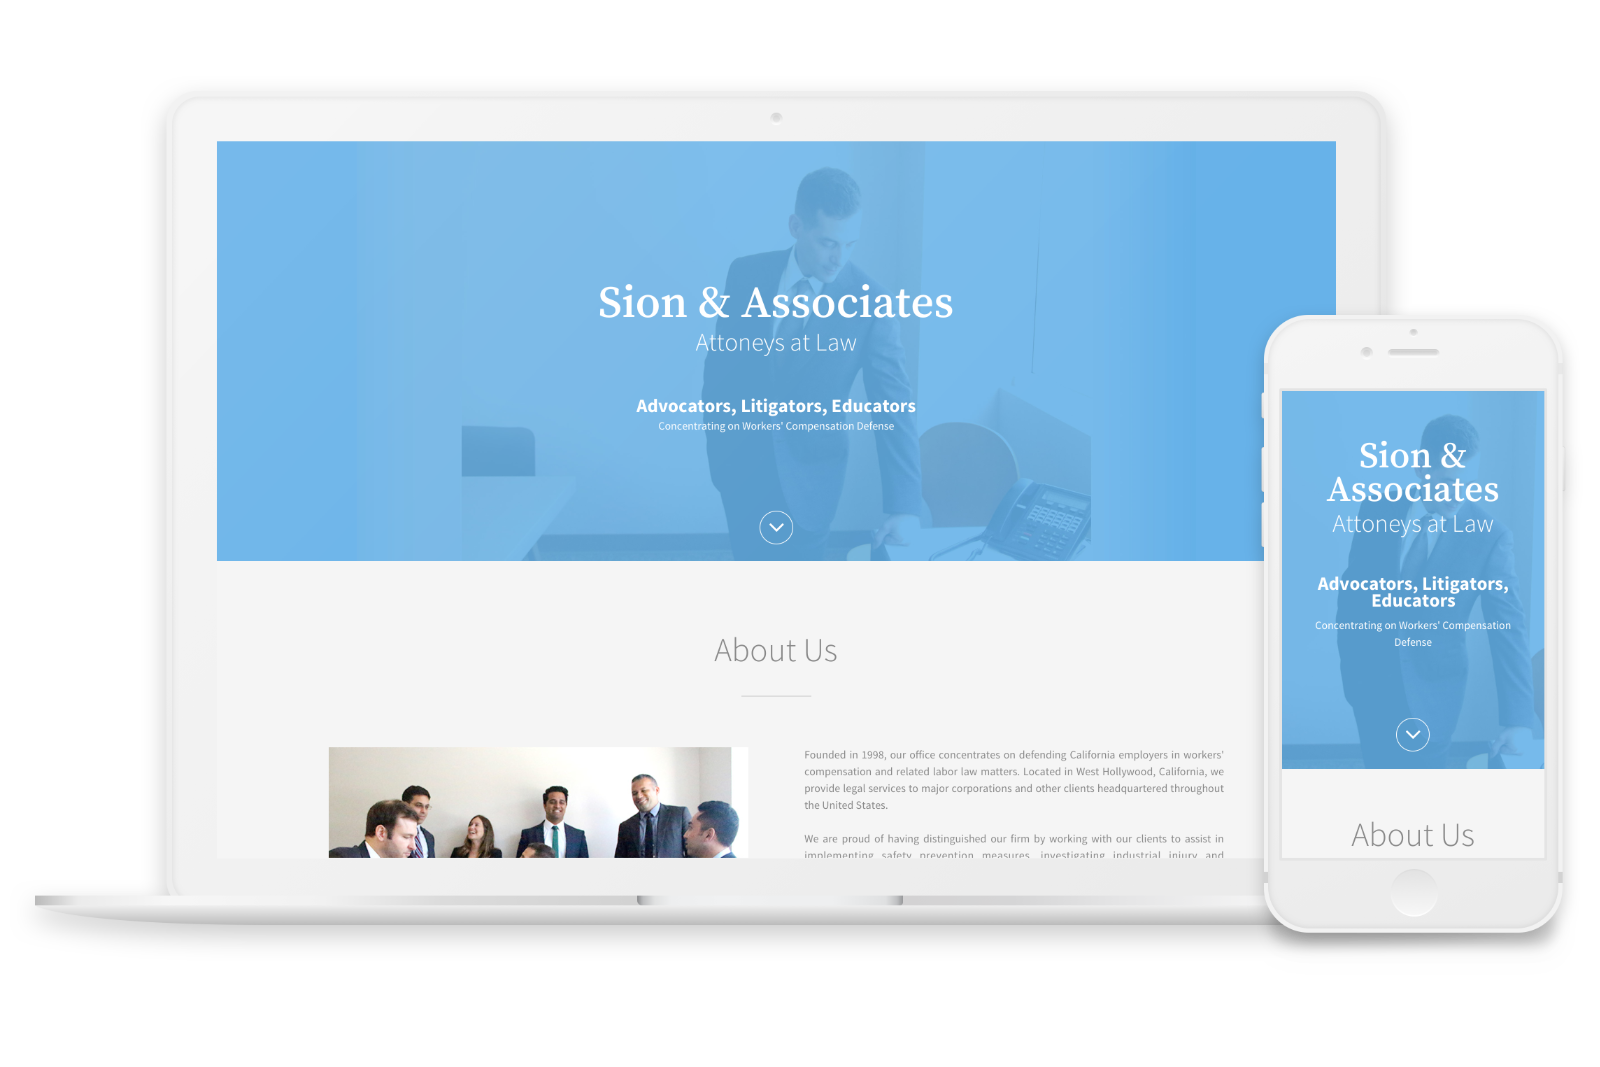 Sion & Associates
Attoneys at Law
Advocators, Litigators, Educators
Concentrating on Workers' Compensation Defense
About Us
Founded in 1998, our office concentrates on defending California employers in workers'
compensation and related labor law matters. Located in West Hollywood, California, we
provide legal services to major corporations and other clients headquartered throughout
the United States.
We are proud of having distinguished our firm by working with our clients to assist in
implementing safety prevention measures, investigating industrial injury and
Sion &
Associates
Attoneys at Law
Advocators, Litigators,
Educators
Concentrating on Workers' Compensation
Defense
About Us